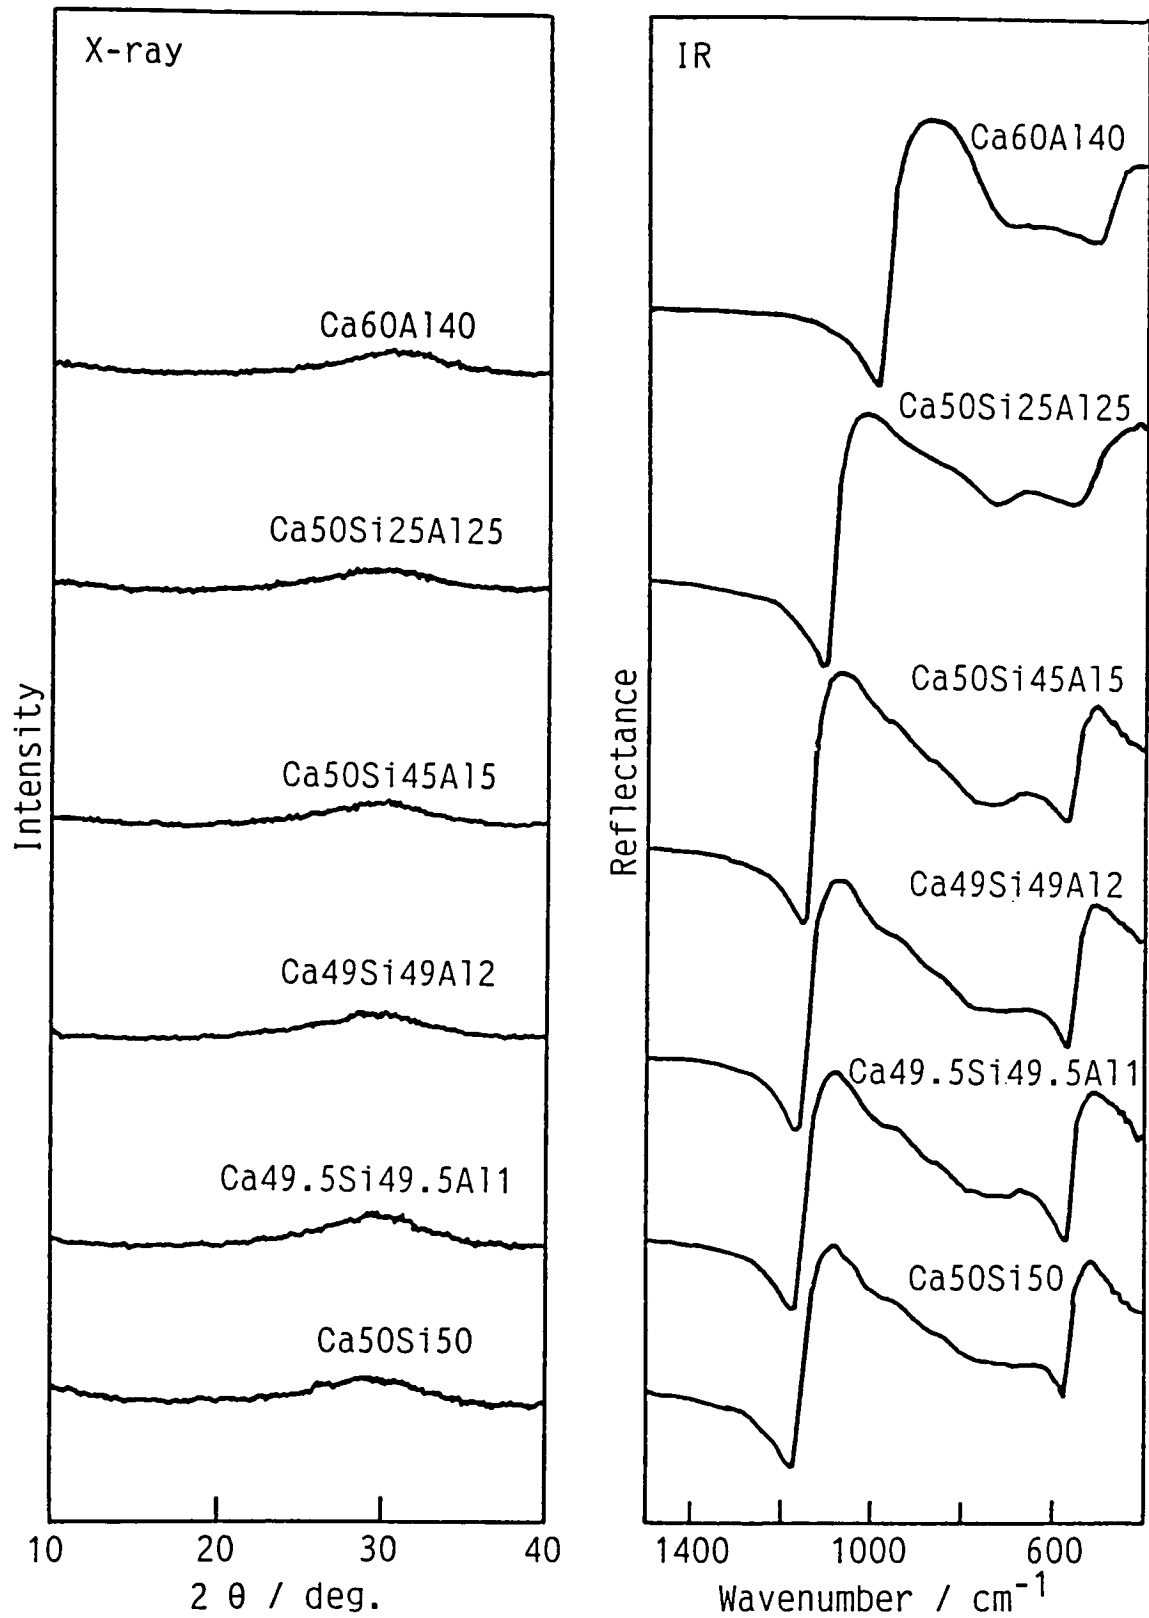 X-ray
Ca60Al40
Ca50Si25Al25
Ca50Si45Al5
Ca49Si49Al2
Ca49.5Si49.5Al1
Ca50Si50
Intensity
10 20 30 40
2 θ / deg.
IR
Ca60Al40
Ca50Si25Al25
Ca50Si45Al5
Ca49Si49Al2
Ca49.5Si49.5Al1
Ca50Si50
Reflectance
1400 1000 600
Wavenumber / cm⁻¹